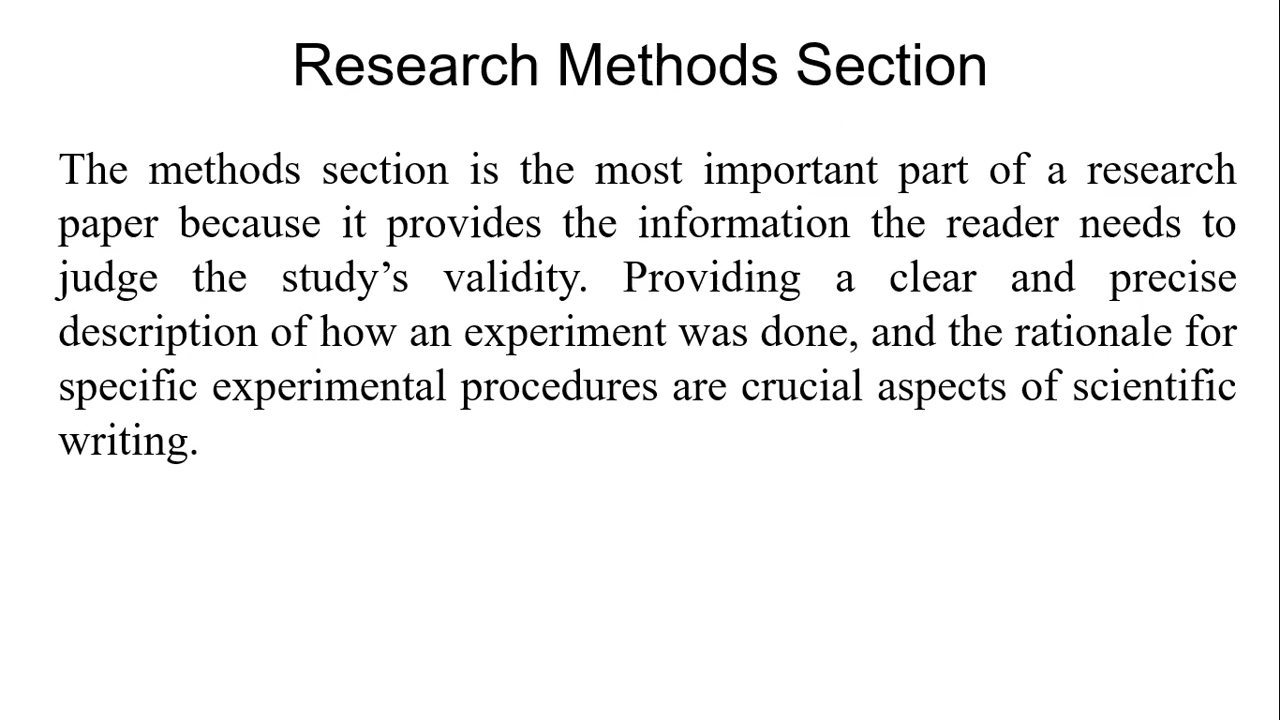 Research Methods Section
The methods section is the most important part of a research
paper because it provides the information the reader needs to
judge the study’s validity. Providing a clear and precise
description of how an experiment was done, and the rationale for
specific experimental procedures are crucial aspects of scientific
writing.